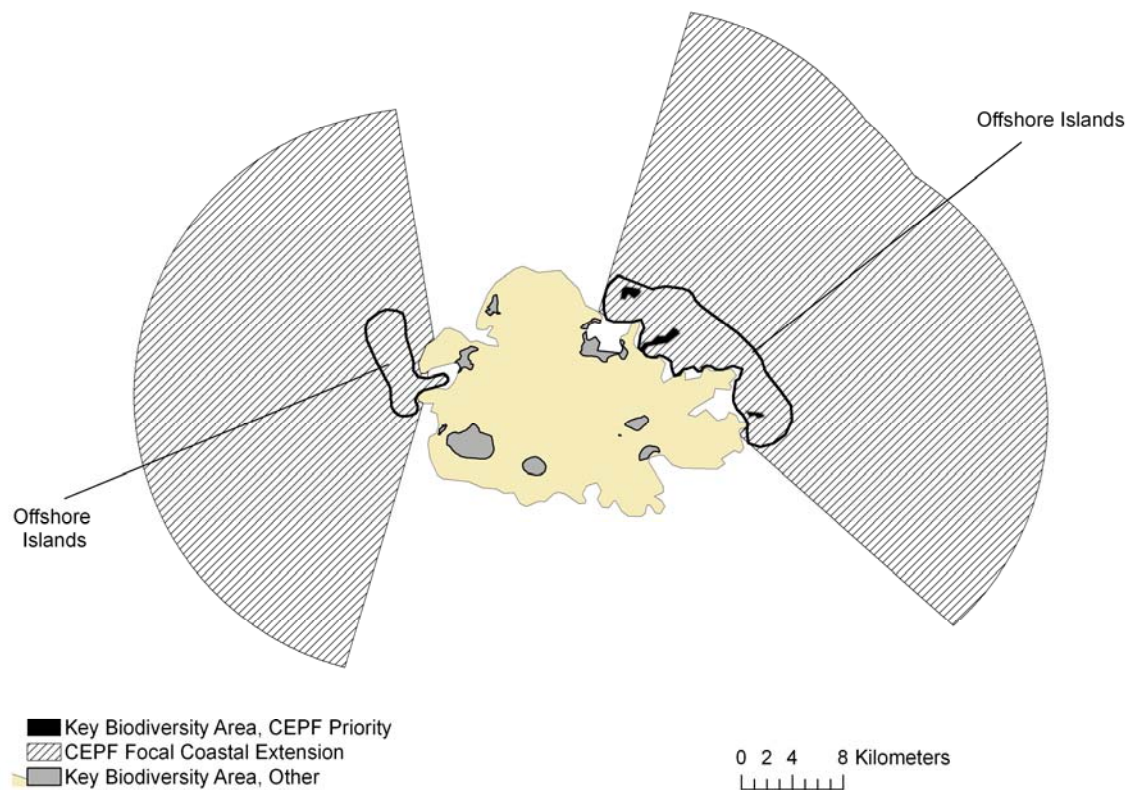 Offshore Islands
Offshore
Islands
Key Biodiversity Area, CEPF Priority
CEPF Focal Coastal Extension
Key Biodiversity Area, Other
0 2 4 8 Kilometers